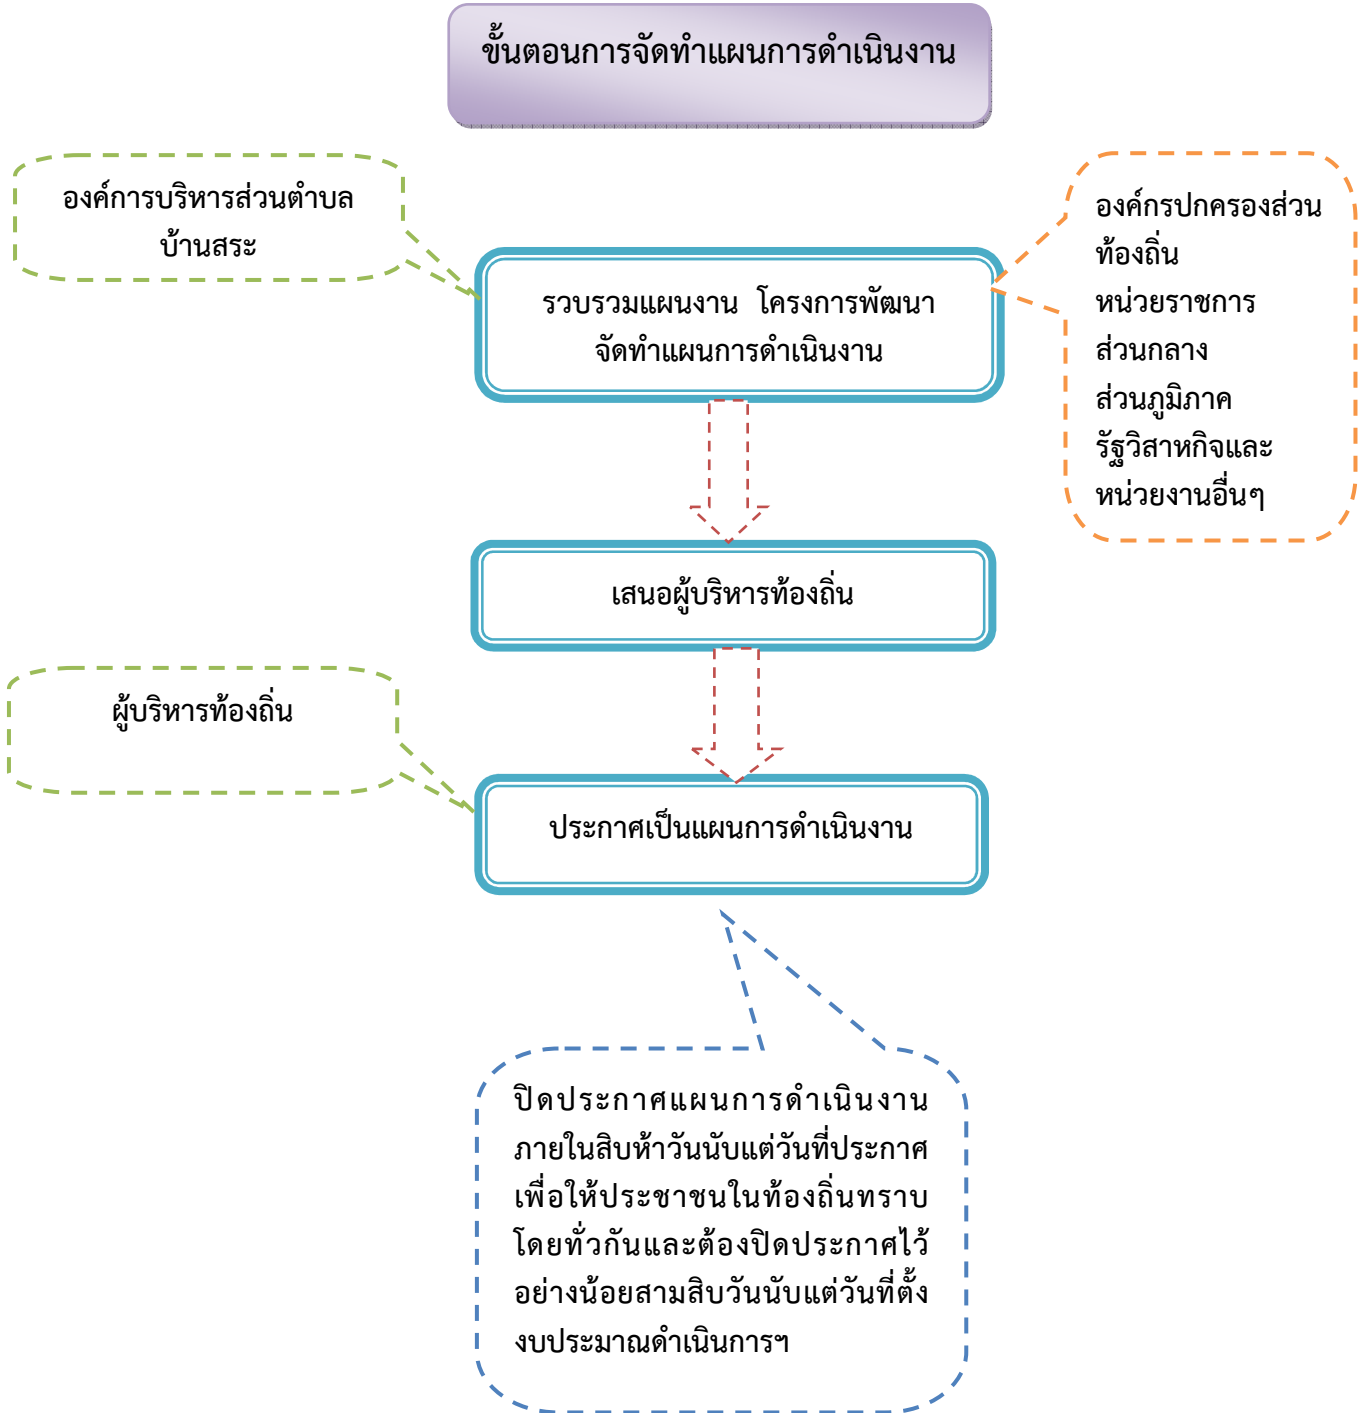 ขั้นตอนการจัดทำแผนการดำเนินงาน
องค์การบริหารส่วนตำบล
บ้านสระ
องค์กรปกครองส่วน
ท้องถิ่น
หน่วยราชการ
ส่วนกลาง
ส่วนภูมิภาค
รัฐวิสาหกิจและ
หน่วยงานอื่นๆ
รวบรวมแผนงาน โครงการพัฒนา
จัดทำแผนการดำเนินงาน
เสนอผู้บริหารท้องถิ่น
ผู้บริหารท้องถิ่น
ประกาศเป็นแผนการดำเนินงาน
ปิดประกาศแผนการดำเนินงาน
ภายในสิบห้าวันนับแต่วันที่ประกาศ
เพื่อให้ประชาชนในท้องถิ่นทราบ
โดยทั่วกันและต้องปิดประกาศไว้
อย่างน้อยสามสิบวันนับแต่วันที่ตั้ง
งบประมาณดำเนินการฯ